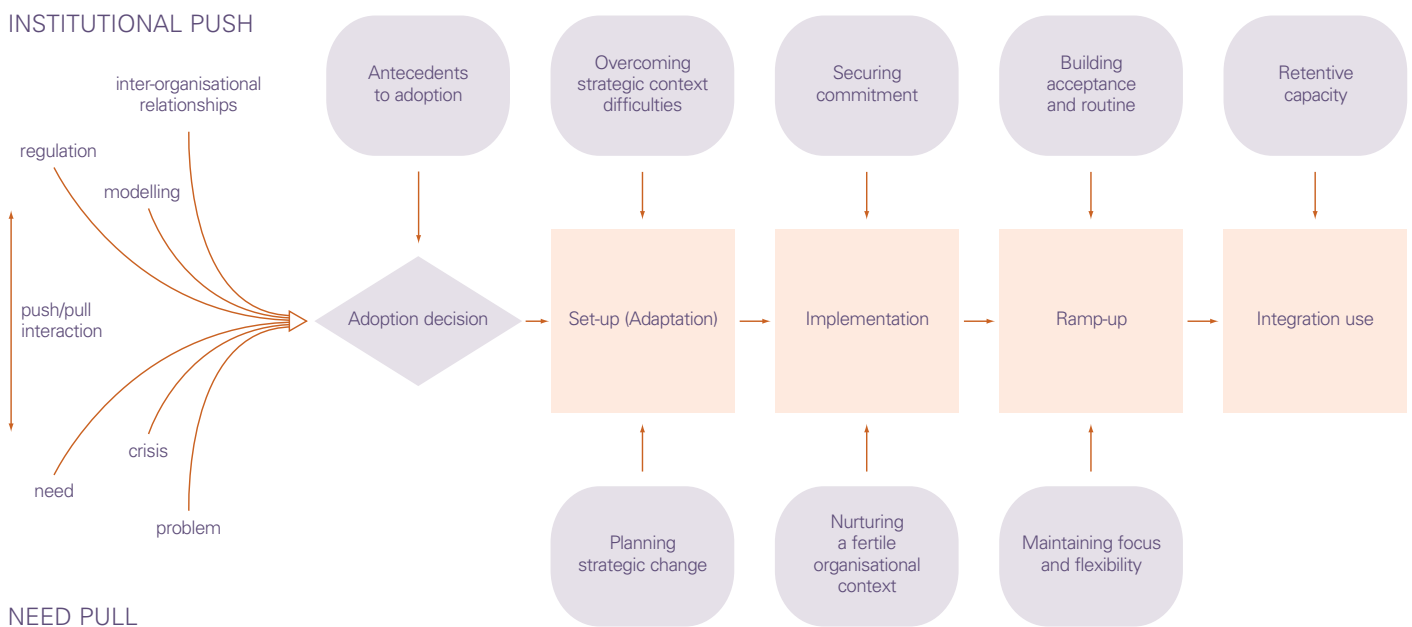 INSTITUTIONAL PUSH
inter-organisational
relationships
regulation
modelling
push/pull
interaction
crisis
need
problem
NEED PULL
Antecedents
to adoption
Overcoming
strategic context
difficulties
Securing
commitment
Building
acceptance
and routine
Retentive
capacity
Adoption decision
Set-up (Adaptation)
Implementation
Ramp-up
Integration use
Planning
strategic change
Nurturing
a fertile
organisational
context
Maintaining focus
and flexibility